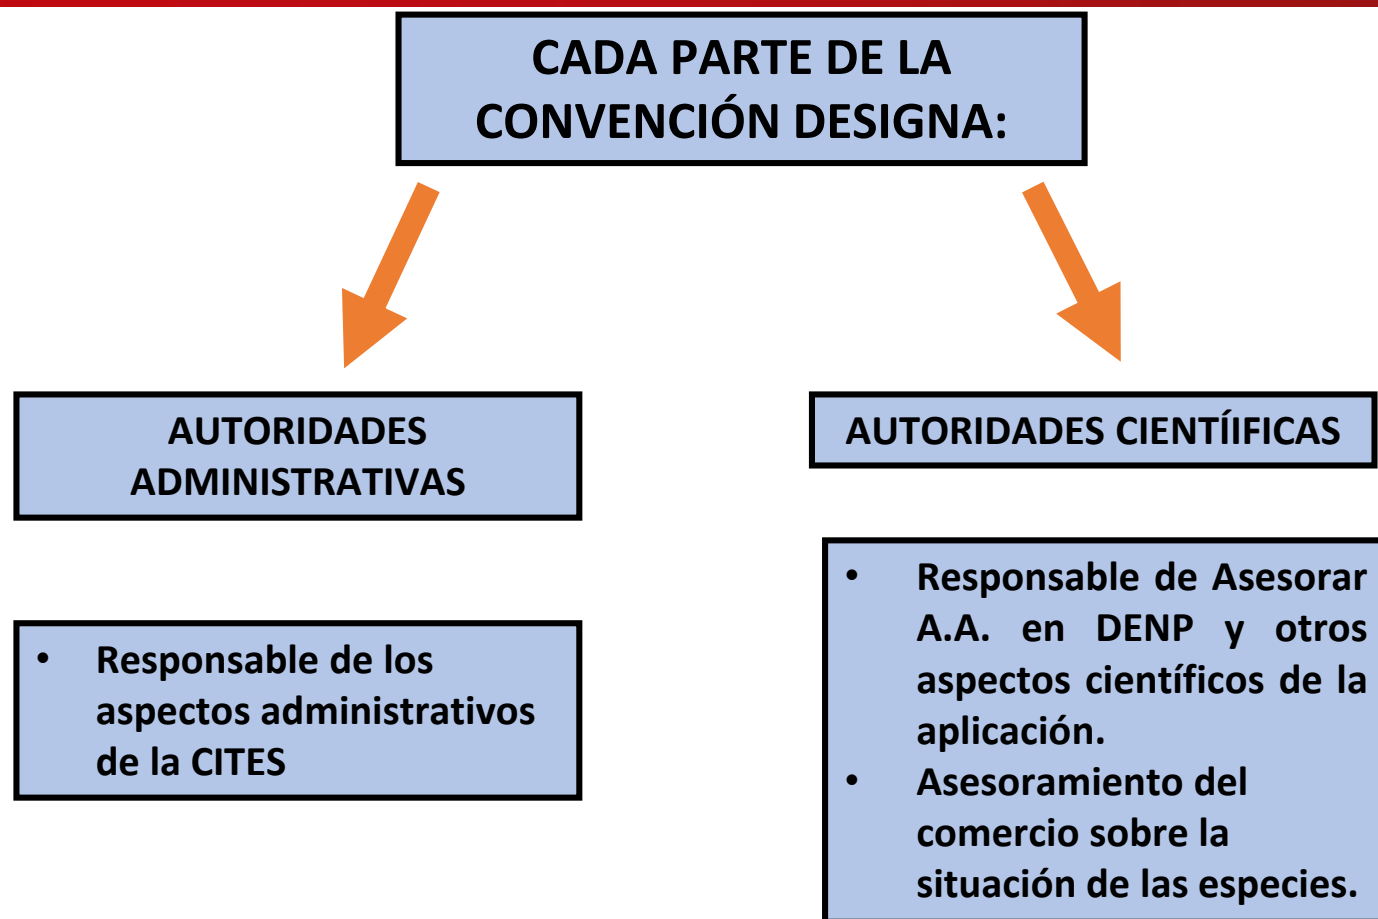 CADA PARTE DE LA
CONVENCIÓN DESIGNA:
AUTORIDADES
ADMINISTRATIVAS
• Responsable de los
aspectos administrativos
de la CITES
AUTORIDADES CIENTÍIFICAS
• Responsable de Asesorar
A.A. en DENP y otros
aspectos científicos de la
aplicación.
• Asesoramiento del
comercio sobre la
situación de las especies.